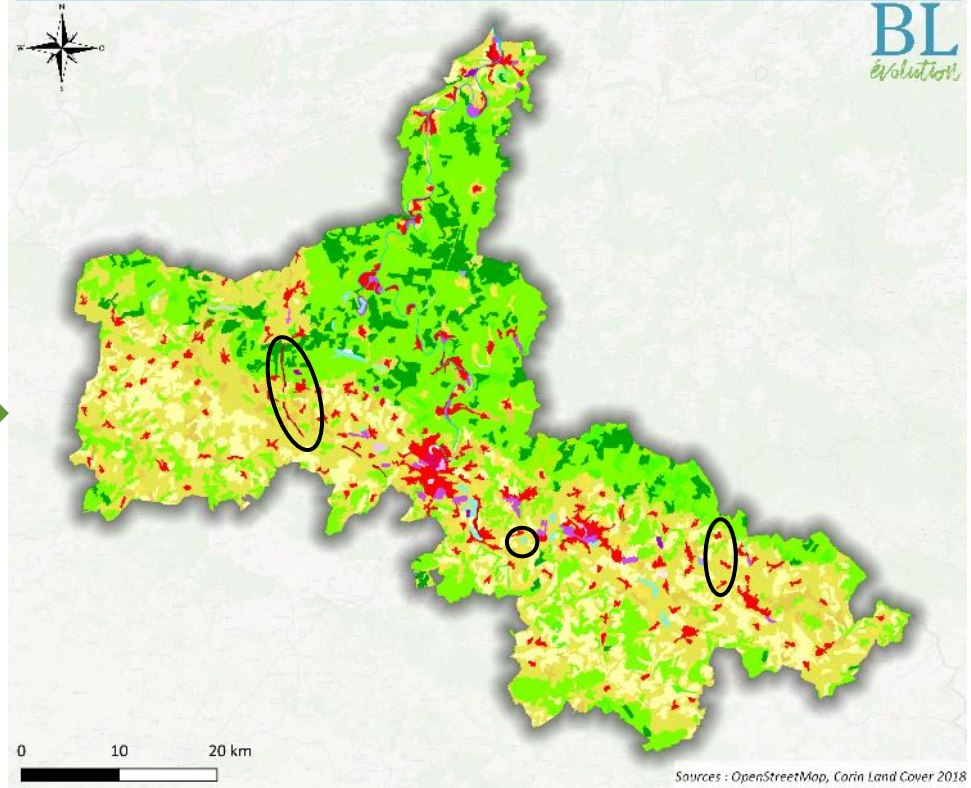 N
BL
évolution
W
O
S
0 10 20 km
Sources : OpenStreetMap, Corin Land Cover 2018